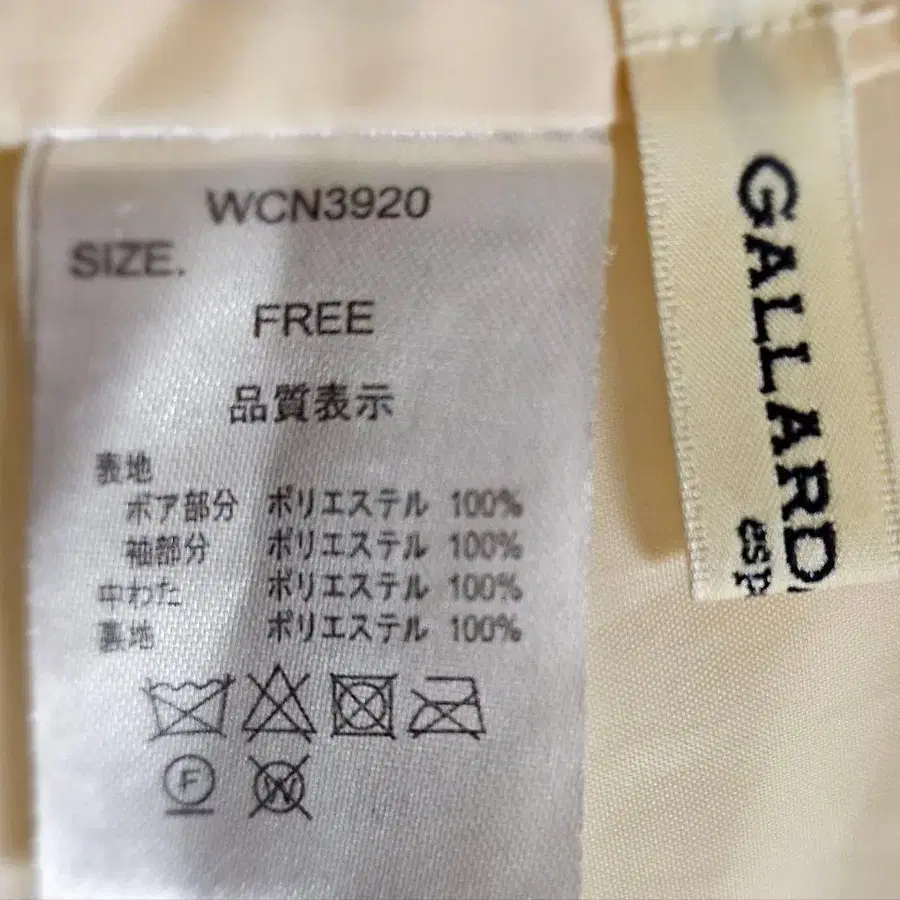 WCN3920
SIZE.
FREE
品質表示
表地
ボア部分 ポリエステル 100%
袖部分 ポリエステル 100%
中わた ポリエステル 100%
裏地 ポリエステル 100%
F
W
GALLARD
esp